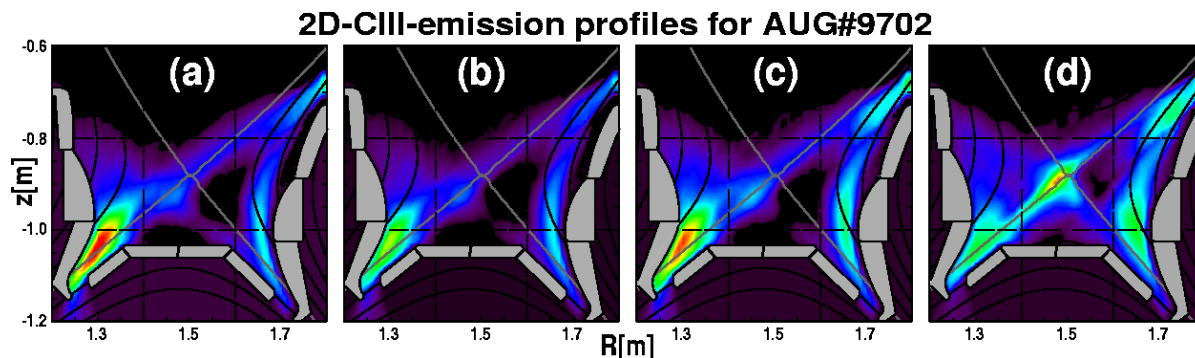 2D-CIII-emission profiles for AUG#9702
(a) (b) (c) (d)
-0.6
-0.8
-1.0
-1.2
z[m]
1.3 1.5 1.7 1.3 1.5 1.7 1.3 1.5 1.7 1.3 1.5 1.7
R[m]